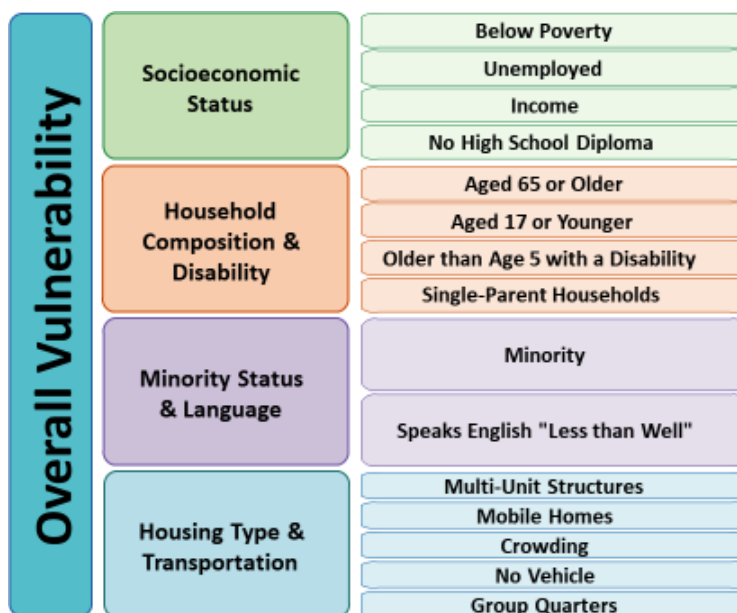 Overall Vulnerability
Socioeconomic
Status
Below Poverty
Unemployed
Income
No High School Diploma
Household
Composition &
Disability
Aged 65 or Older
Aged 17 or Younger
Older than Age 5 with a Disability
Single-Parent Households
Minority Status
& Language
Minority
Speaks English "Less than Well"
Housing Type &
Transportation
Multi-Unit Structures
Mobile Homes
Crowding
No Vehicle
Group Quarters